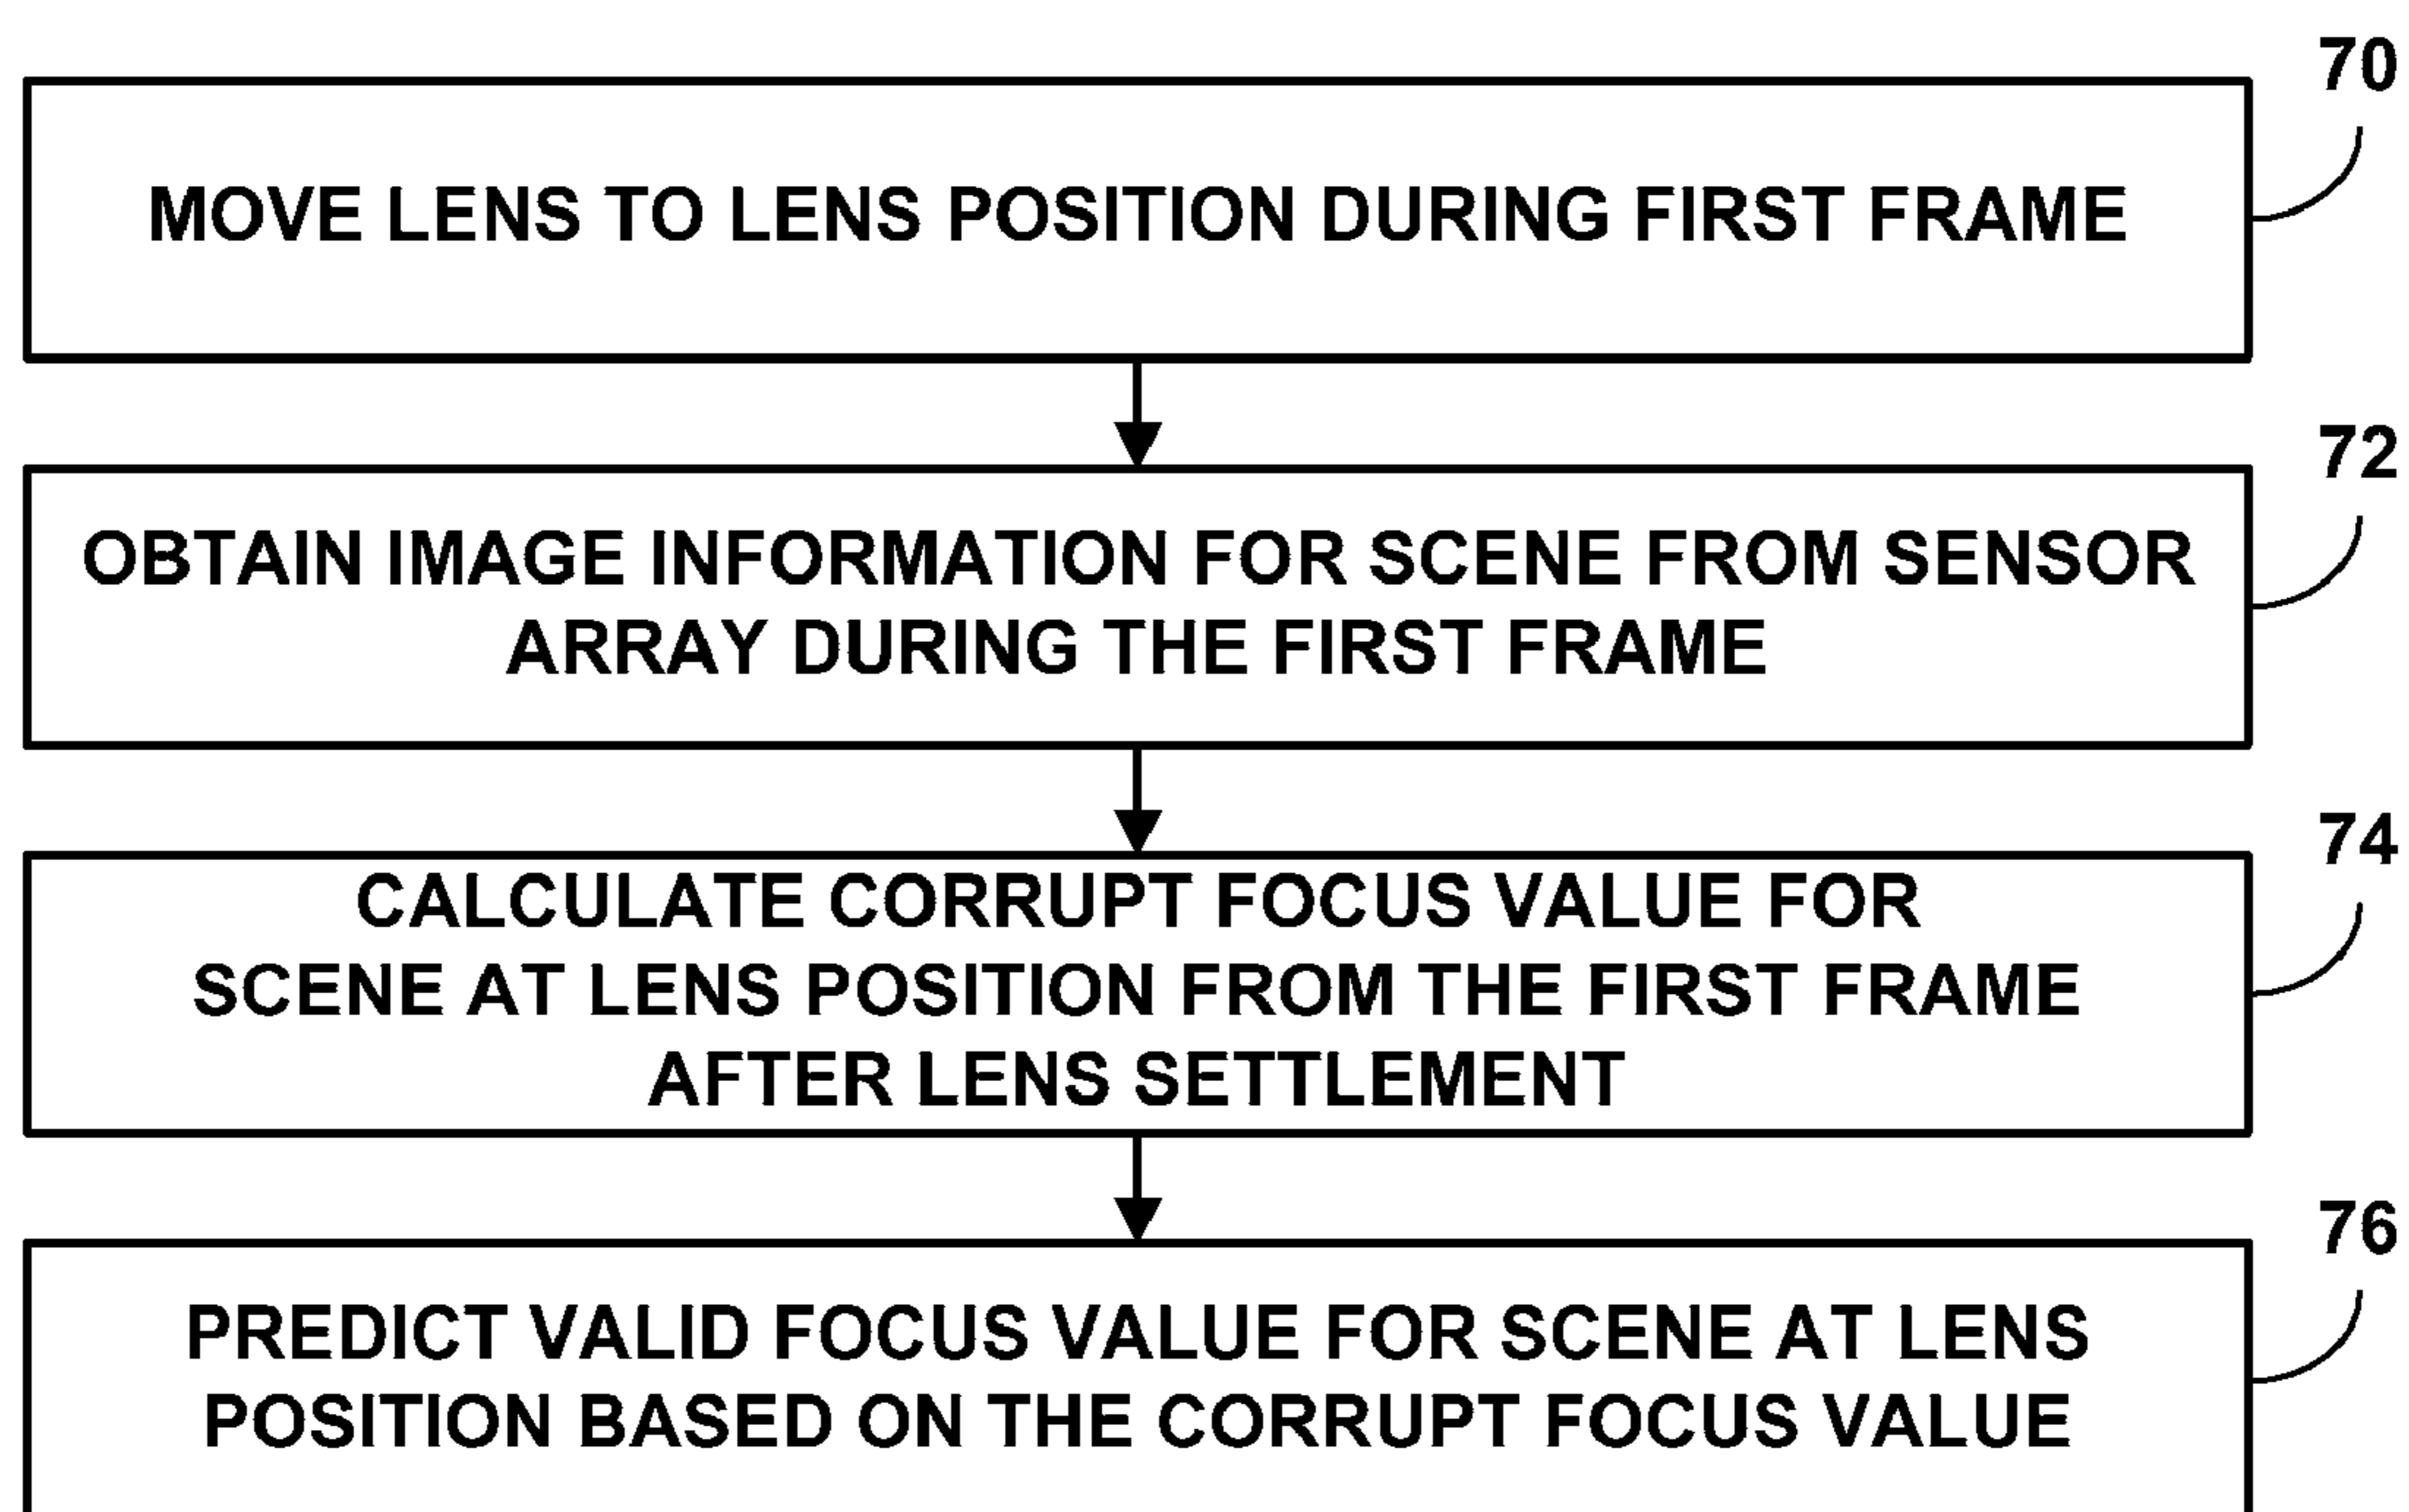 70
MOVE LENS TO LENS POSITION DURING FIRST FRAME
72
OBTAIN IMAGE INFORMATION FOR SCENE FROM SENSOR
ARRAY DURING THE FIRST FRAME
74
CALCULATE CORRUPT FOCUS VALUE FOR
SCENE AT LENS POSITION FROM THE FIRST FRAME
AFTER LENS SETTLEMENT
76
PREDICT VALID FOCUS VALUE FOR SCENE AT LENS
POSITION BASED ON THE CORRUPT FOCUS VALUE